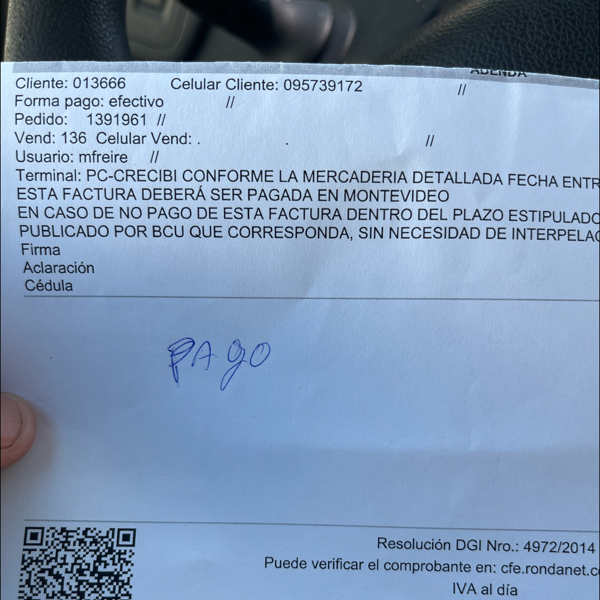 ADENDA
Cliente: 013666 Celular Cliente: 095739172 //
Forma pago: efectivo //
Pedido: 1391961 //
Vend: 136 Celular Vend: . . //
Usuario: mfreire //
Terminal: PC-CRECIBI CONFORME LA MERCADERIA DETALLADA FECHA ENTR
ESTA FACTURA DEBERÁ SER PAGADA EN MONTEVIDEO
EN CASO DE NO PAGO DE ESTA FACTURA DENTRO DEL PLAZO ESTIPULADO
PUBLICADO POR BCU QUE CORRESPONDA, SIN NECESIDAD DE INTERPELAC
Firma
Aclaración
Cédula
PAgO
Resolución DGI Nro.: 4972/2014
Puede verificar el comprobante en: cfe.rondanet.co
IVA al día